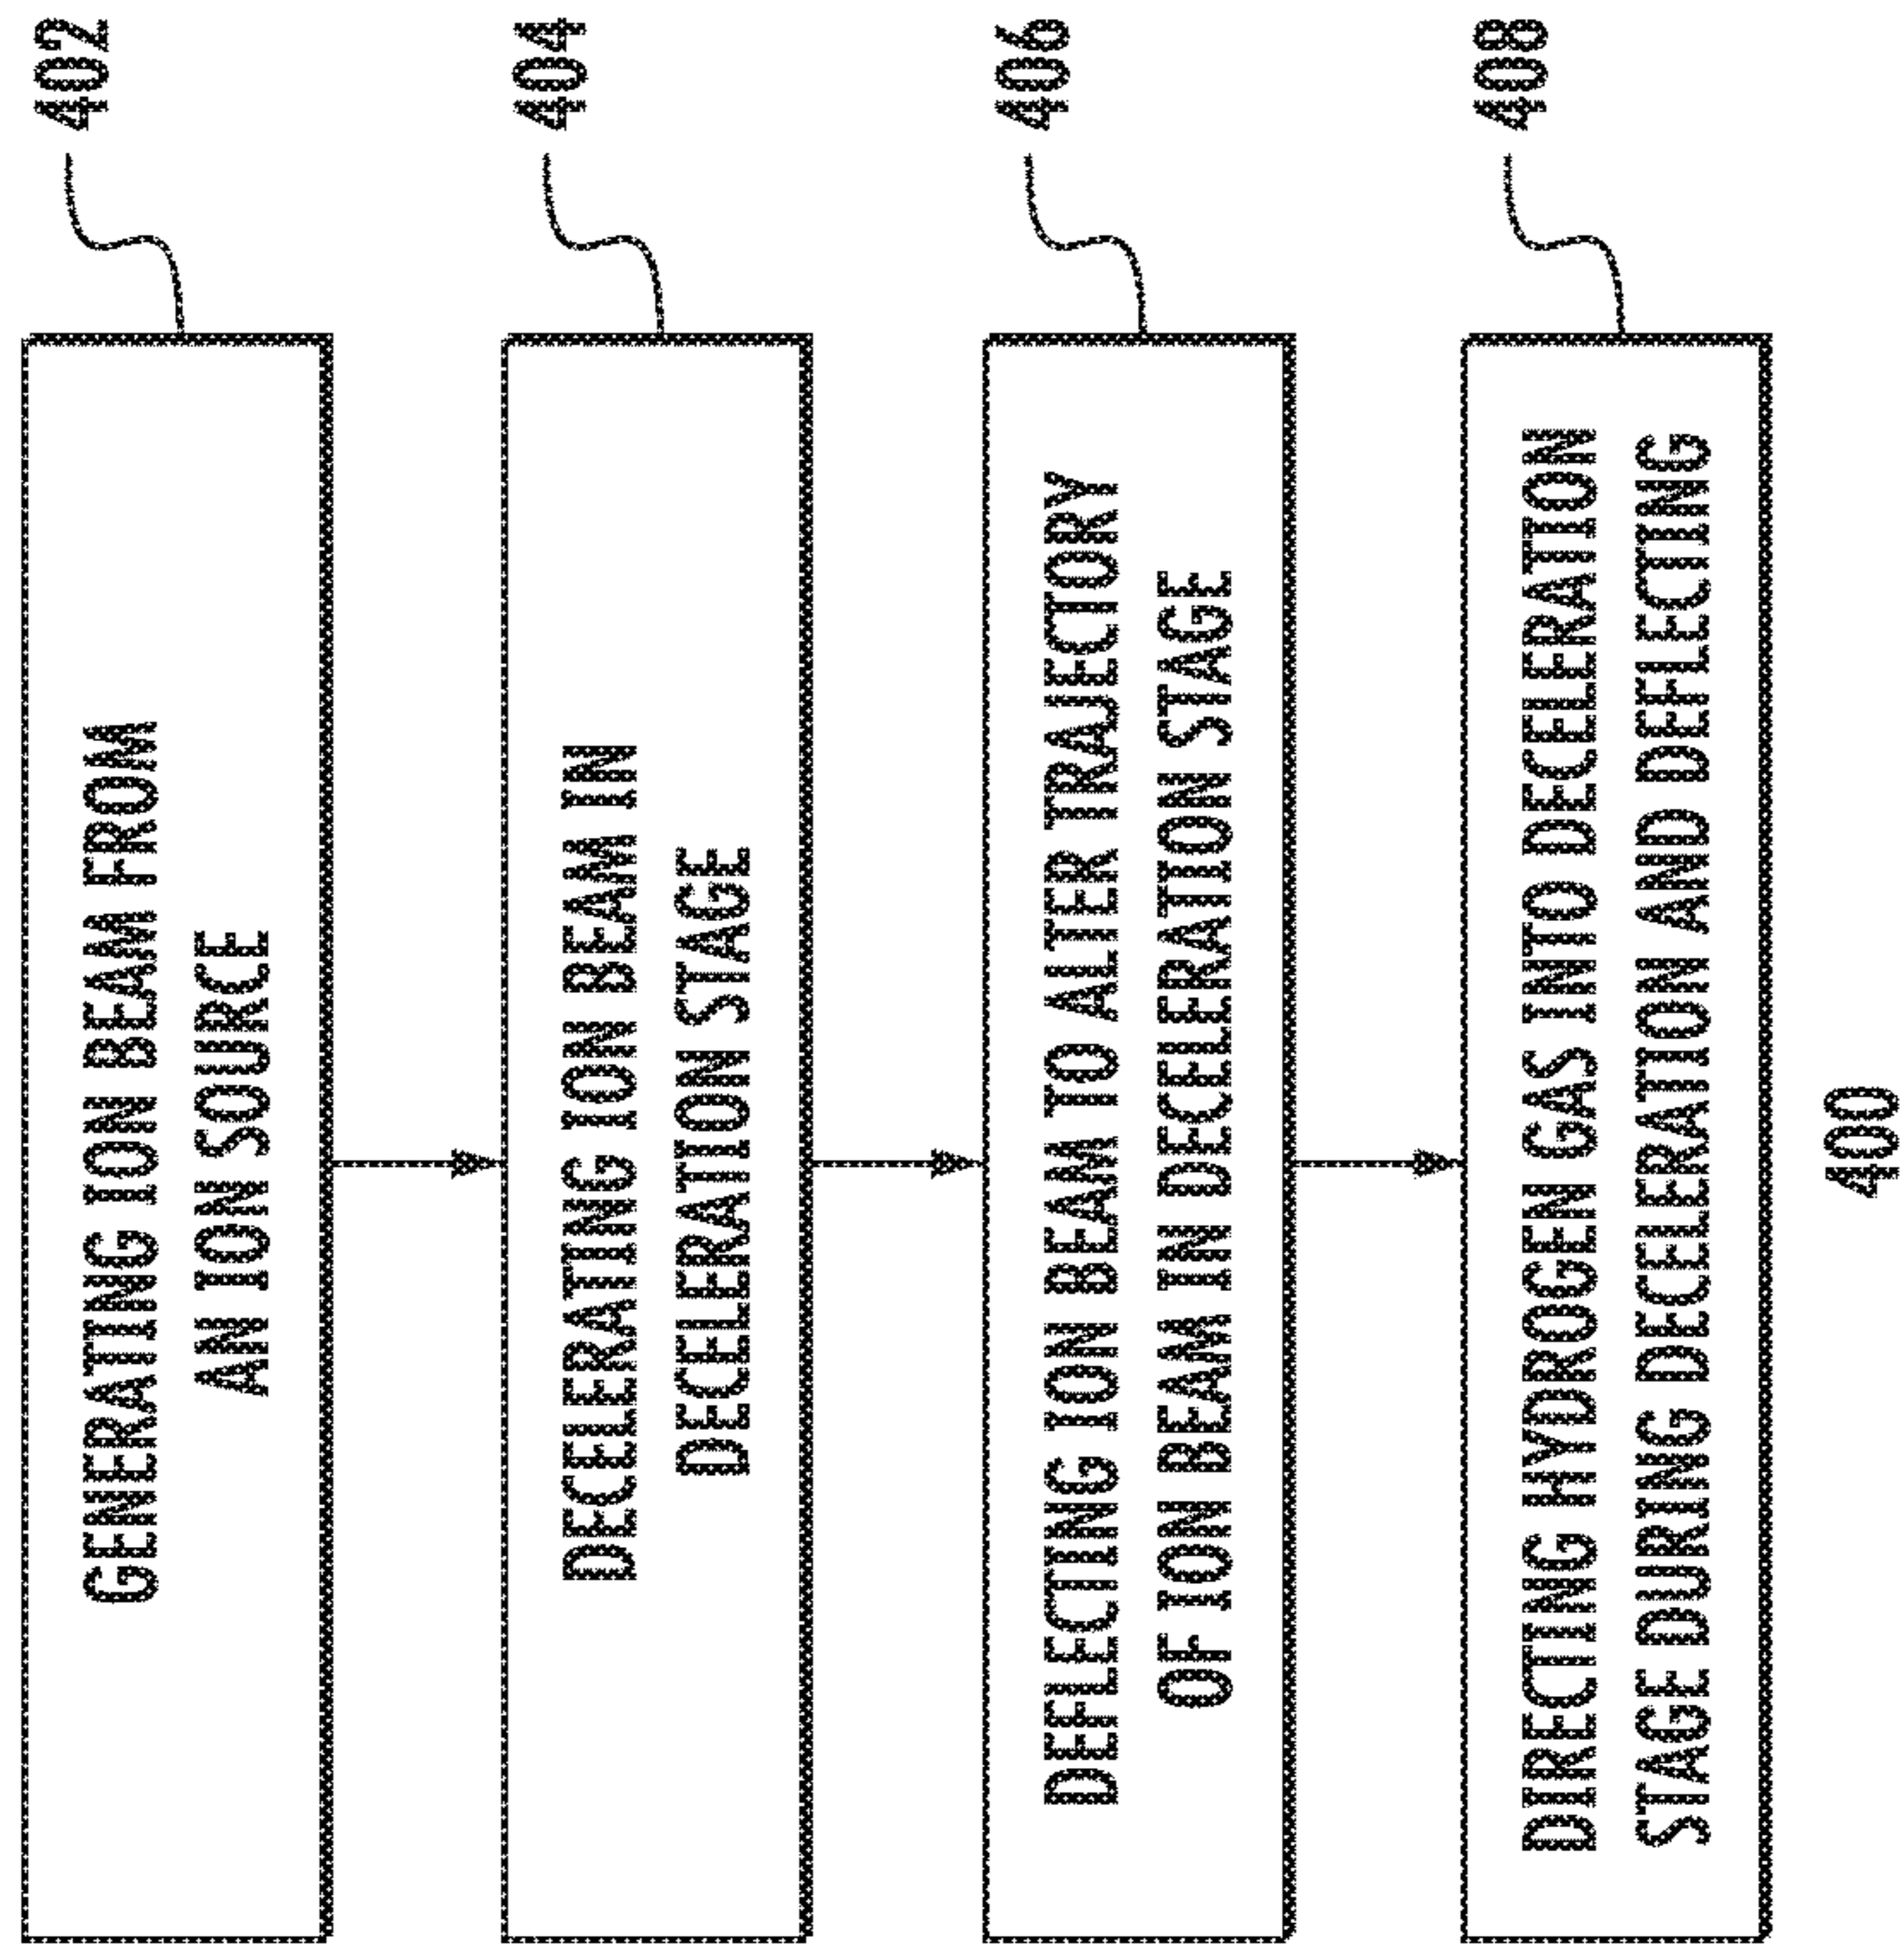 GENERATING ION BEAM FROM
AN ION SOURCE
402
DECELERATING ION BEAM IN
DECELERATION STAGE
404
DEFLECTING ION BEAM TO ALTER TRAJECTORY
OF ION BEAM IN DECELERATION STAGE
406
DIRECTING HYDROGEN GAS INTO DECELERATION
STAGE DURING DECELERATION AND DEFLECTING
408
400